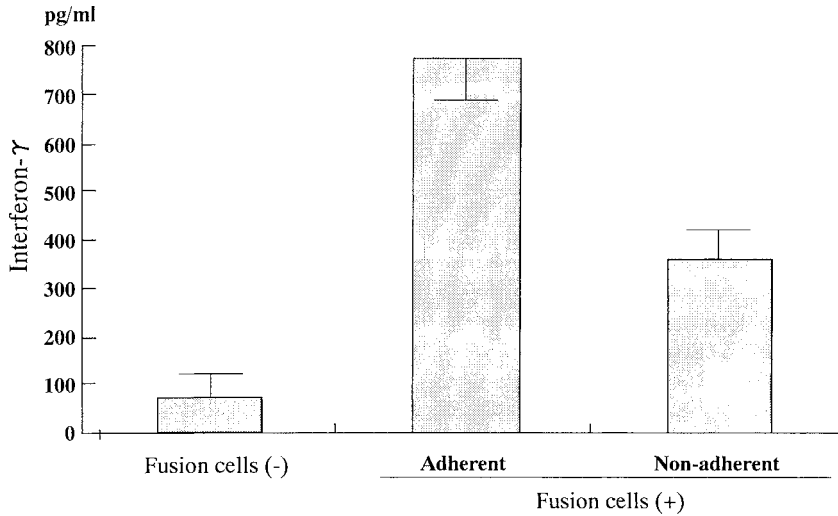 pg/ml
800
700
600
500
400
300
200
100
0
Interferon-γ
Fusion cells (-)
Adherent
Non-adherent
Fusion cells (+)